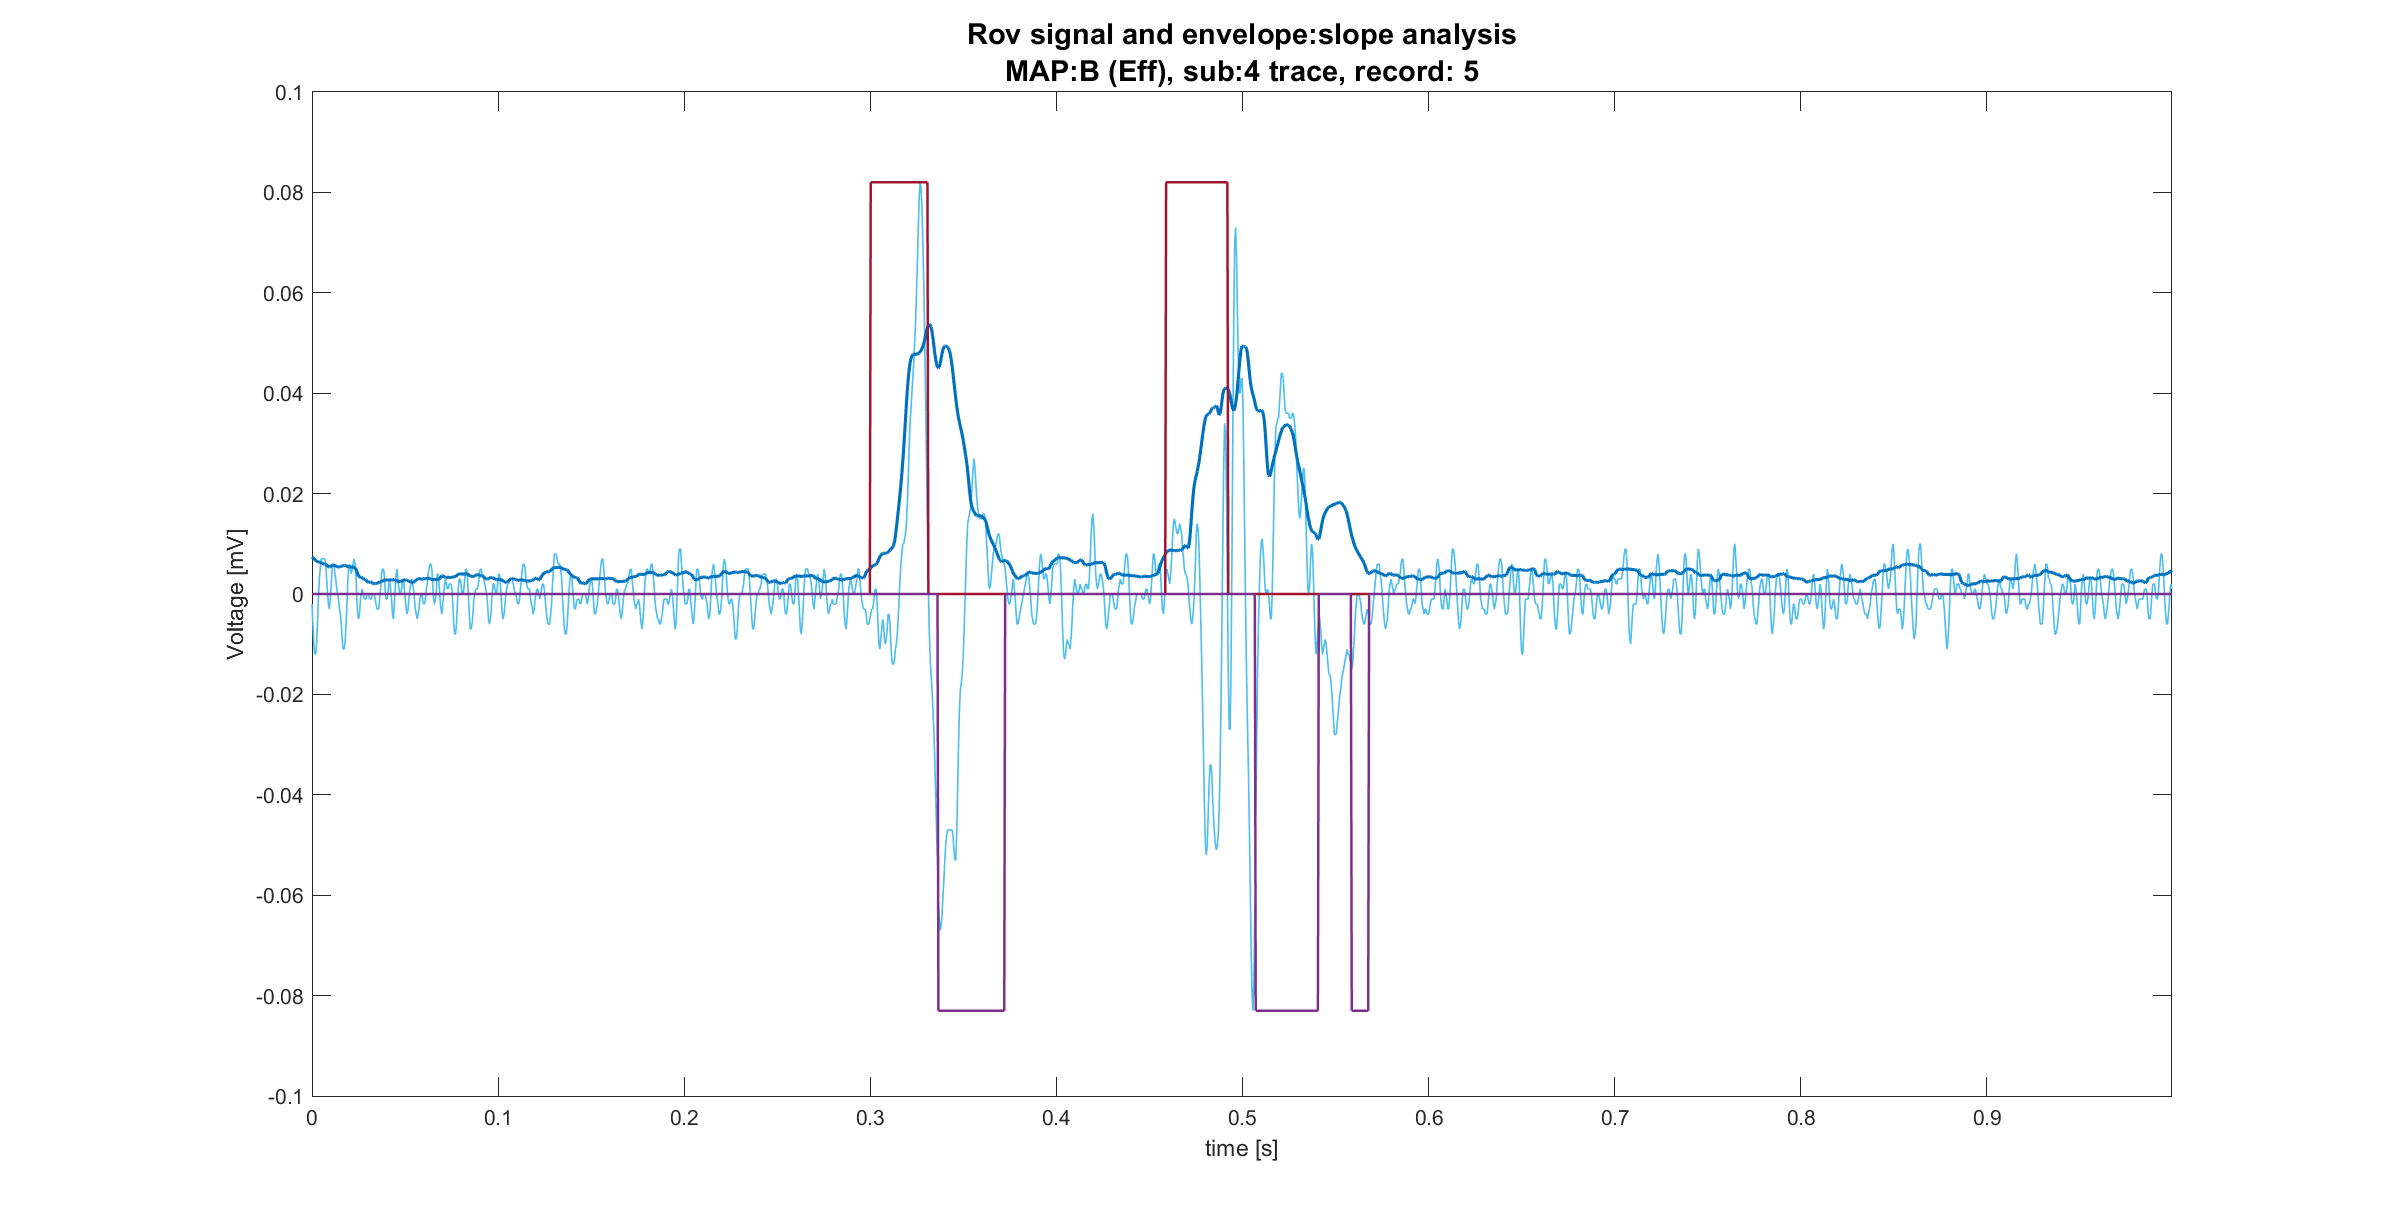 Rov signal and envelope:slope analysis
MAP:B (Eff), sub:4 trace, record: 5
0.1
0.08
0.06
0.04
0.02
0
-0.02
-0.04
-0.06
-0.08
-0.1
Voltage [mV]
0 0.1 0.2 0.3 0.4 0.5 0.6 0.7 0.8 0.9
time [s]